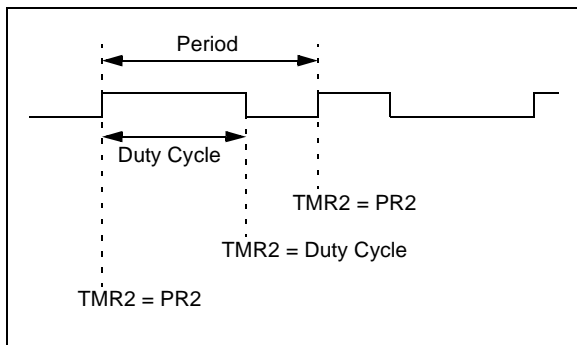 Period
Duty Cycle
TMR2 = PR2
TMR2 = Duty Cycle
TMR2 = PR2